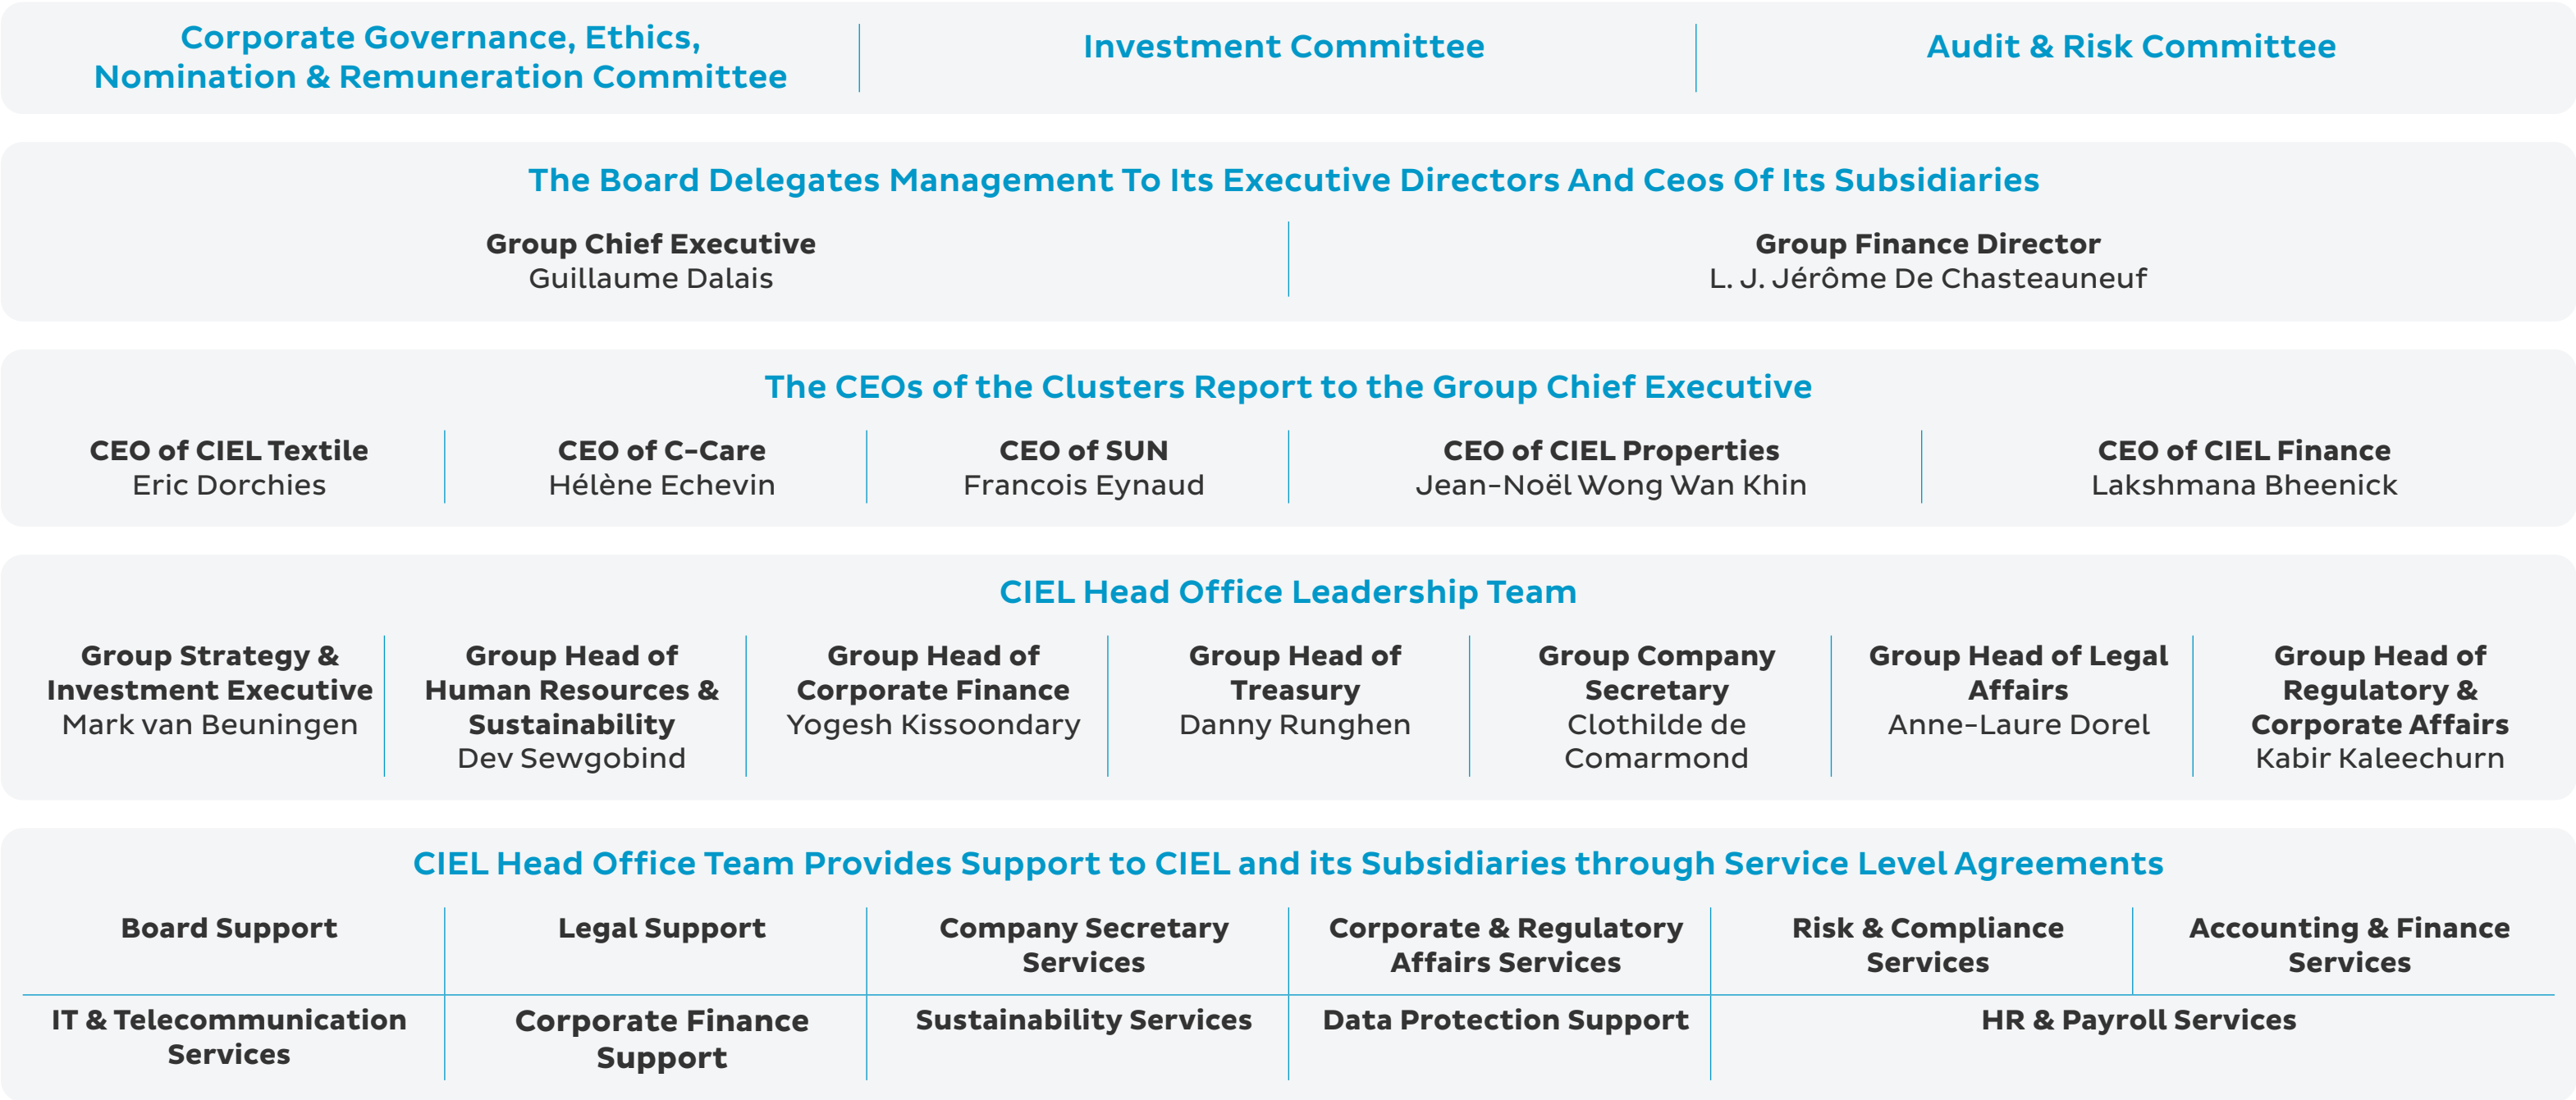 Corporate Governance, Ethics,
Nomination & Remuneration Committee
Investment Committee
Audit & Risk Committee
The Board Delegates Management To Its Executive Directors And Ceos Of Its Subsidiaries
Group Chief Executive
Guillaume Dalais
Group Finance Director
L. J. Jérôme De Chasteauneuf
The CEOs of the Clusters Report to the Group Chief Executive
CEO of CIEL Textile
Eric Dorchies
CEO of C-Care
Hélène Echevin
CEO of SUN
Francois Eynaud
CEO of CIEL Properties
Jean-Noël Wong Wan Khin
CEO of CIEL Finance
Lakshmana Bheenick
CIEL Head Office Leadership Team
Group Strategy &
Investment Executive
Mark van Beuningen
Group Head of
Human Resources &
Sustainability
Dev Sewgobind
Group Head of
Corporate Finance
Yogesh Kissoondary
Group Head of
Treasury
Danny Runghen
Group Company
Secretary
Clothilde de
Comarmond
Group Head of Legal
Affairs
Anne-Laure Dorel
Group Head of
Regulatory &
Corporate Affairs
Kabir Kaleechurn
CIEL Head Office Team Provides Support to CIEL and its Subsidiaries through Service Level Agreements
Board Support
Legal Support
Company Secretary
Services
Corporate & Regulatory
Affairs Services
Risk & Compliance
Services
Accounting & Finance
Services
IT & Telecommunication
Services
Corporate Finance
Support
Sustainability Services
Data Protection Support
HR & Payroll Services